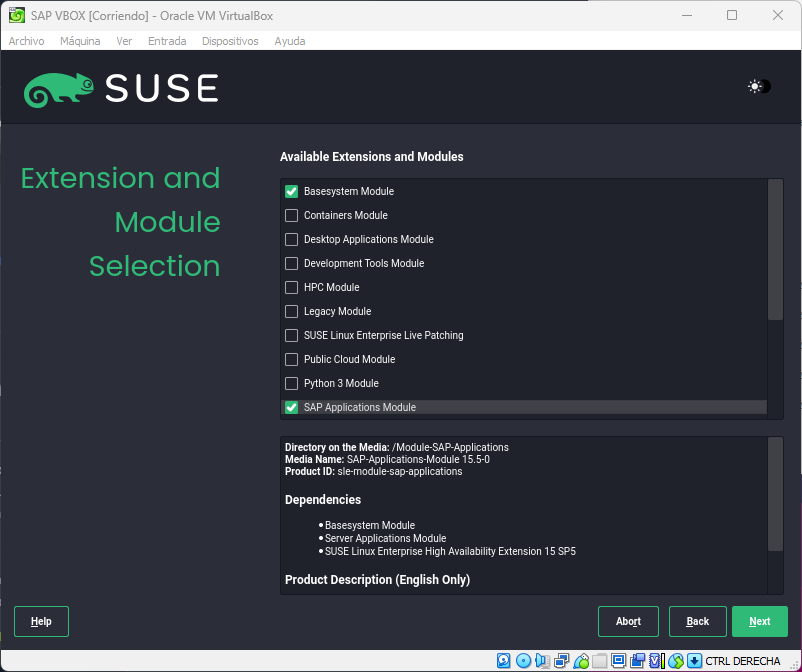 SAP VBOX [Corriendo] - Oracle VM VirtualBox
Archivo Máquina Ver Entrada Dispositivos Ayuda
SUSE
Extension and
Module
Selection
Available Extensions and Modules
Basesystem Module
Containers Module
Desktop Applications Module
Development Tools Module
HPC Module
Legacy Module
SUSE Linux Enterprise Live Patching
Public Cloud Module
Python 3 Module
SAP Applications Module
Directory on the Media: /Module-SAP-Applications
Media Name: SAP-Applications-Module 15.5-0
Product ID: sle-module-sap-applications
Dependencies
•Basesystem Module
•Server Applications Module
•SUSE Linux Enterprise High Availability Extension 15 SP5
Product Description (English Only)
Help Abort Back Next
CTRL DERECHA